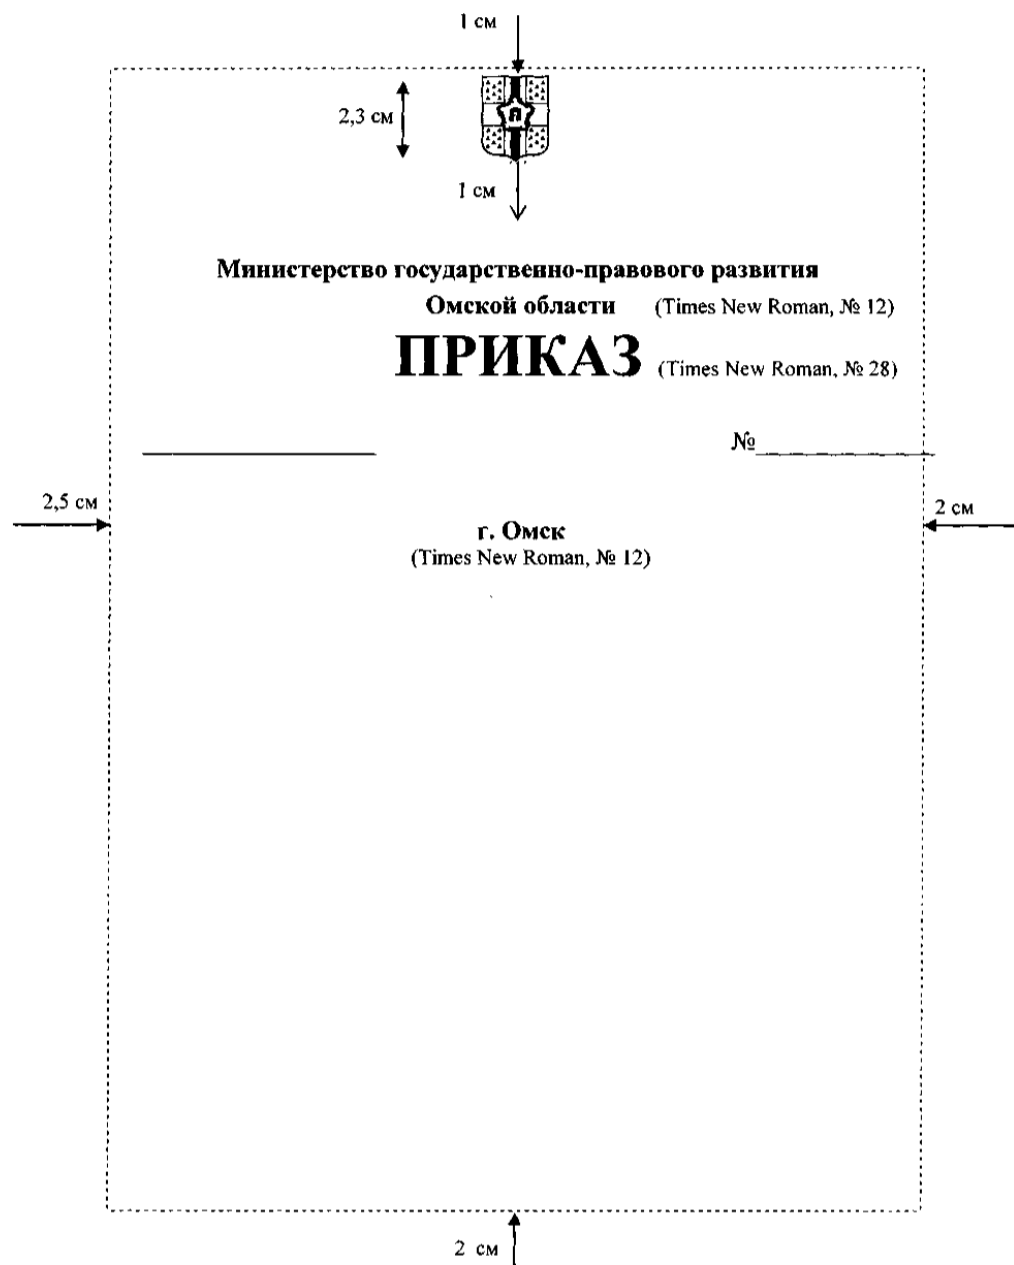 1 см
2,3 см
1 см
Министерство государственно-правового развития
Омской области (Times New Roman, № 12)
ПРИКАЗ (Times New Roman, № 28)
№
2,5 см
2 см
г. Омск
(Times New Roman, № 12)
2 см